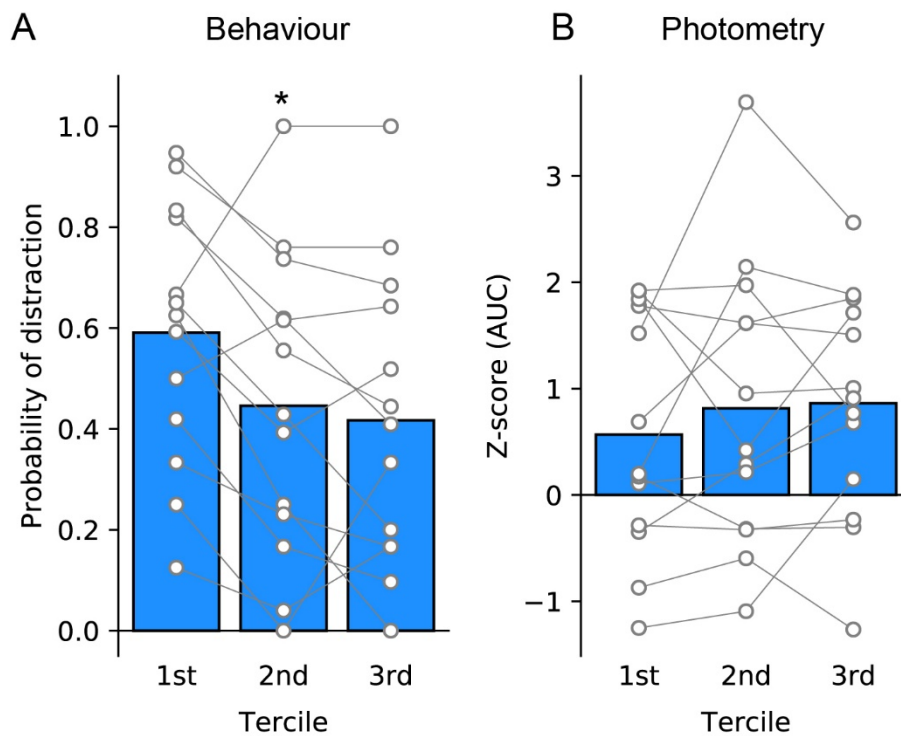 A
Behaviour
Probability of distraction
1.0
0.8
0.6
0.4
0.2
0.0
*
1st 2nd 3rd
Tercile
B
Photometry
Z-score (AUC)
3
2
1
0
−1
1st 2nd 3rd
Tercile